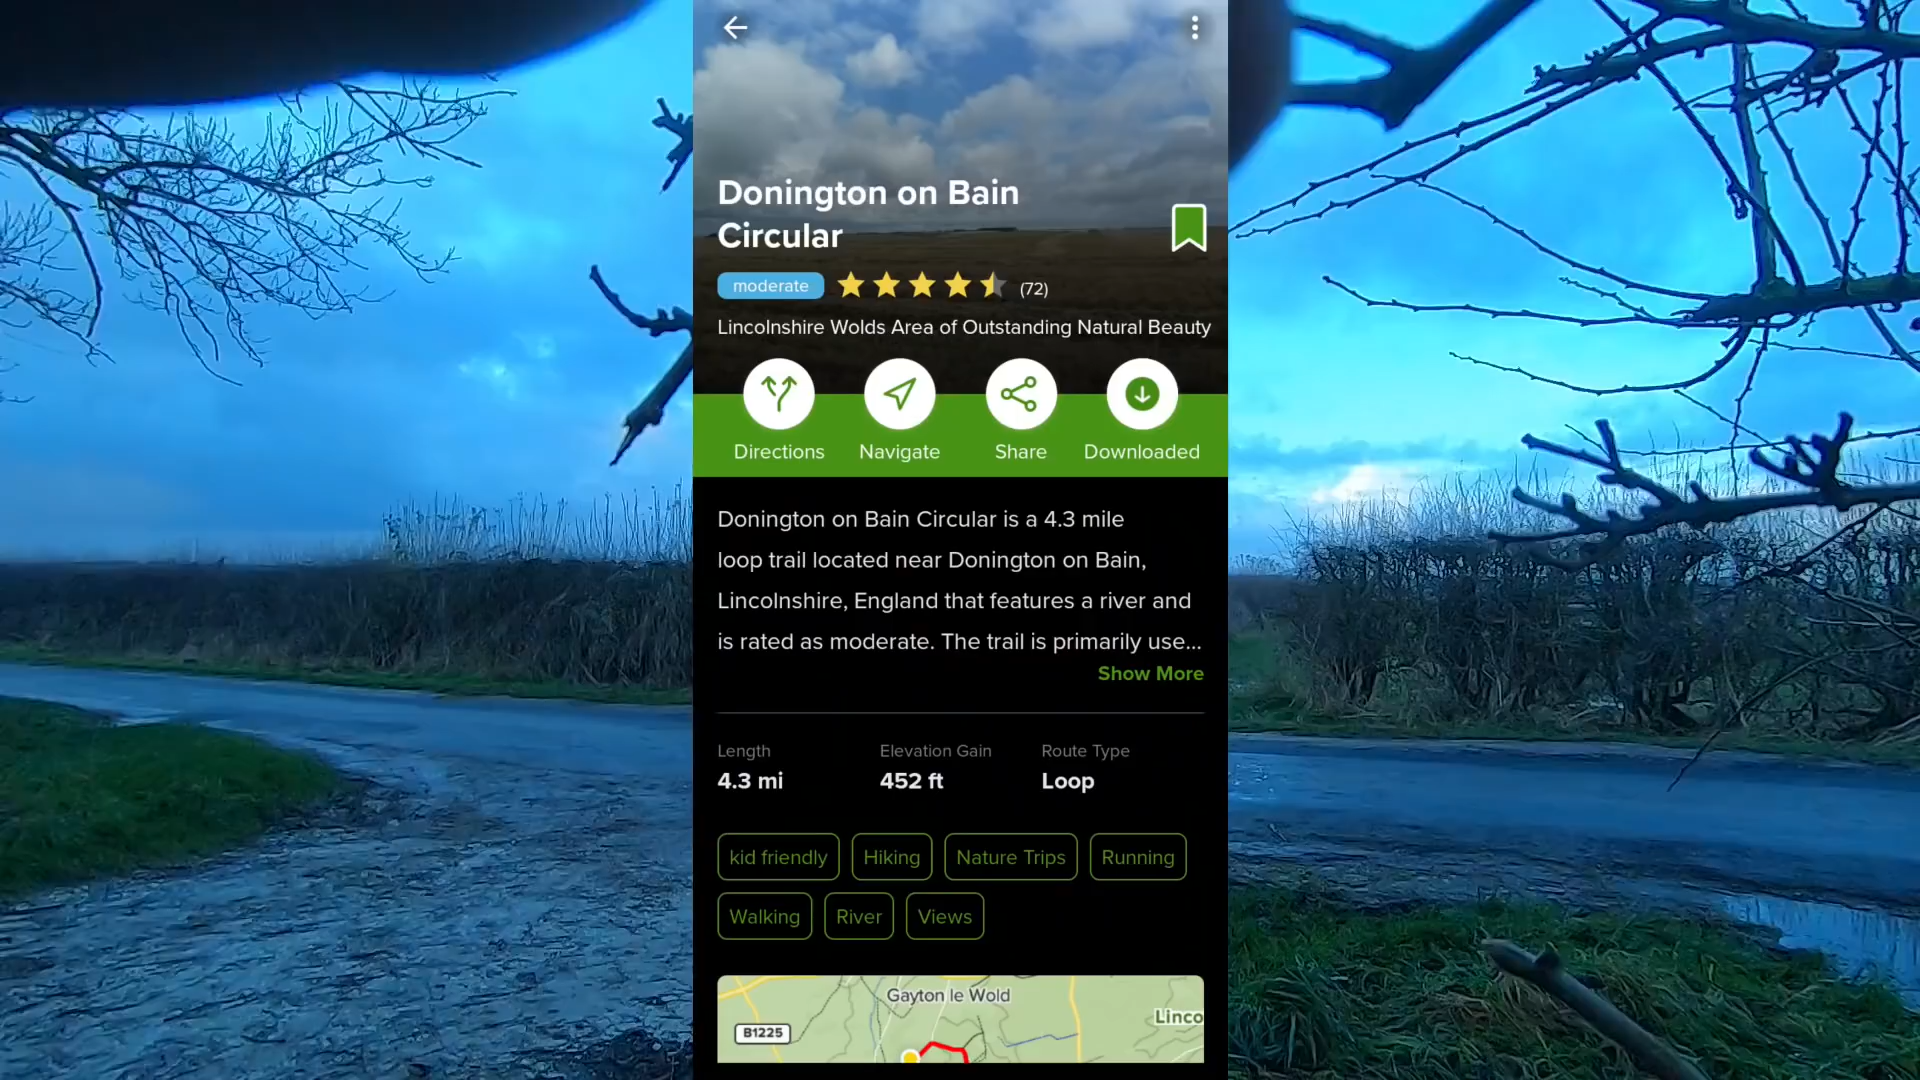 Donington on Bain
Circular
moderate
(72)
Lincolnshire Wolds Area of Outstanding Natural Beauty
Directions
Navigate
Share
Downloaded
Donington on Bain Circular is a 4.3 mile
loop trail located near Donington on Bain,
Lincolnshire, England that features a river and
is rated as moderate. The trail is primarily use...
Show More
Length
Elevation Gain
Route Type
4.3 mi
452 ft
Loop
kid friendly
Hiking
Nature Trips
Running
Walking
River
Views
Gayton le Wold
Linco
B1225